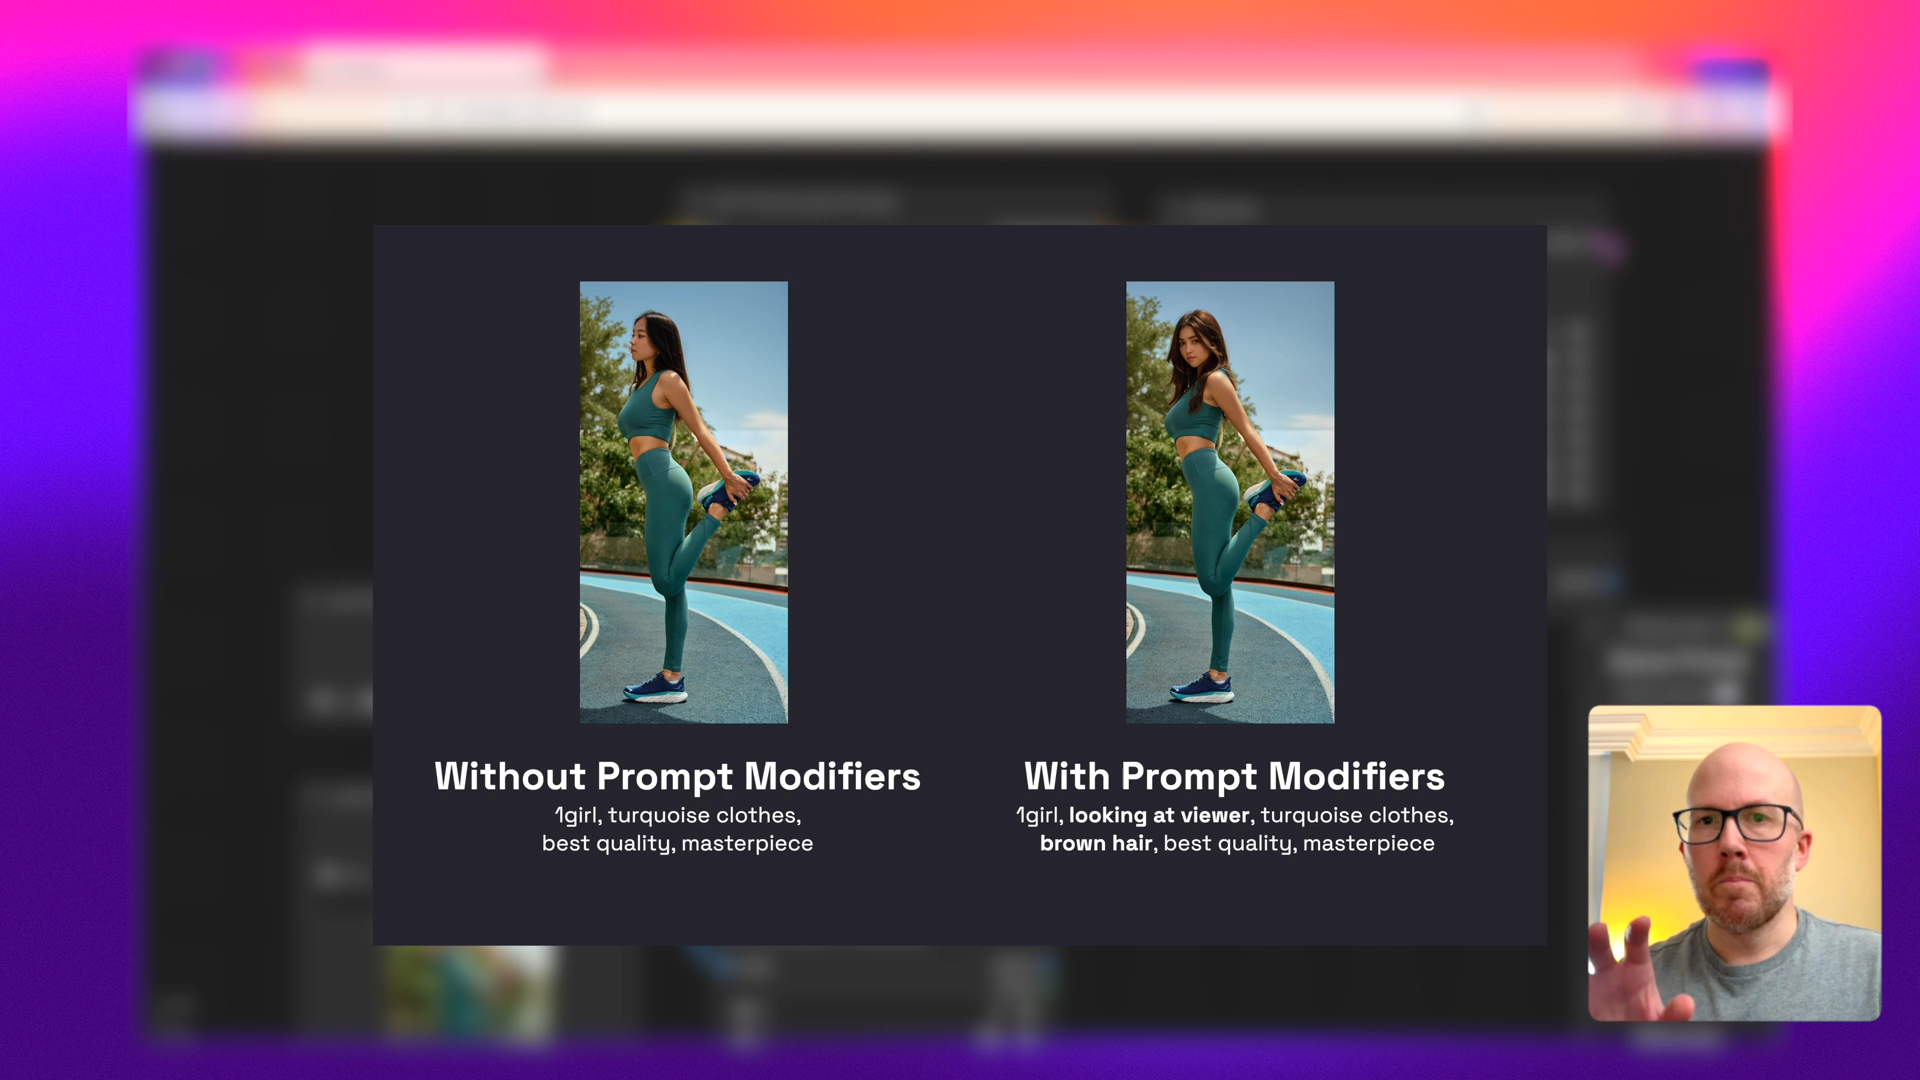 Without Prompt Modifiers
1girl, turquoise clothes,
best quality, masterpiece
With Prompt Modifiers
1girl, looking at viewer, turquoise clothes,
brown hair, best quality, masterpiece